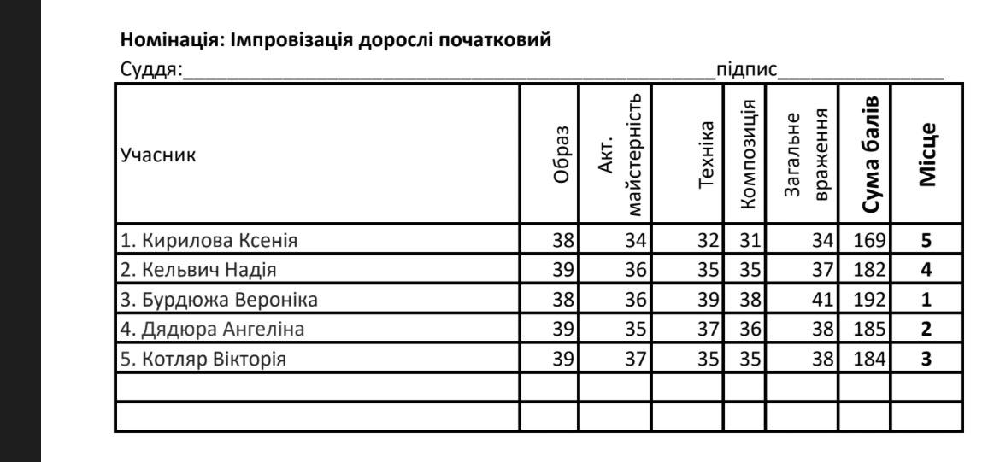 Номінація: Імпровізація дорослі початковий
Суддя:________________________________________________підпис_______________
Учасник Образ Акт. майстерність Техніка Композиція Загальне враження Сума балів Місце
1. Кирилова Ксенія 38 34 32 31 34 169 5
2. Кельвич Надія 39 36 35 35 37 182 4
3. Бурдюжа Вероніка 38 36 39 38 41 192 1
4. Дядюра Ангеліна 39 35 37 36 38 185 2
5. Котляр Вікторія 39 37 35 35 38 184 3